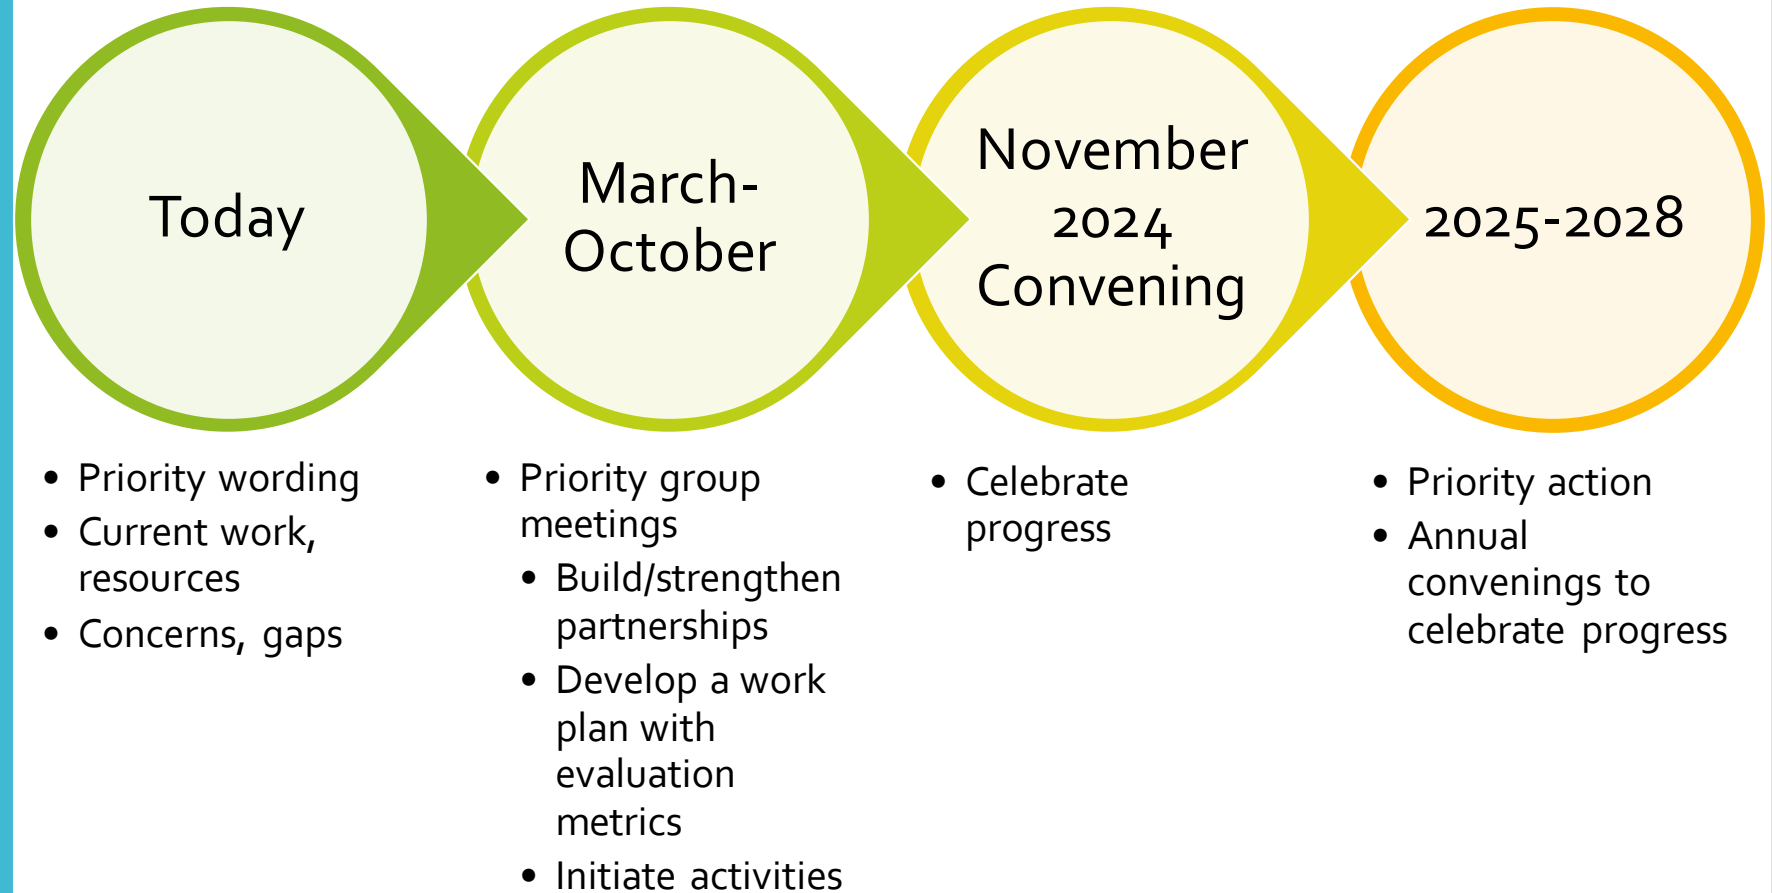 Today
• Priority wording
• Current work,
resources
• Concerns, gaps
March-
October
• Priority group
meetings
• Build/strengthen
partnerships
• Develop a work
plan with
evaluation
metrics
• Initiate activities
November
2024
Convening
• Celebrate
progress
2025-2028
• Priority action
• Annual
convenings to
celebrate progress